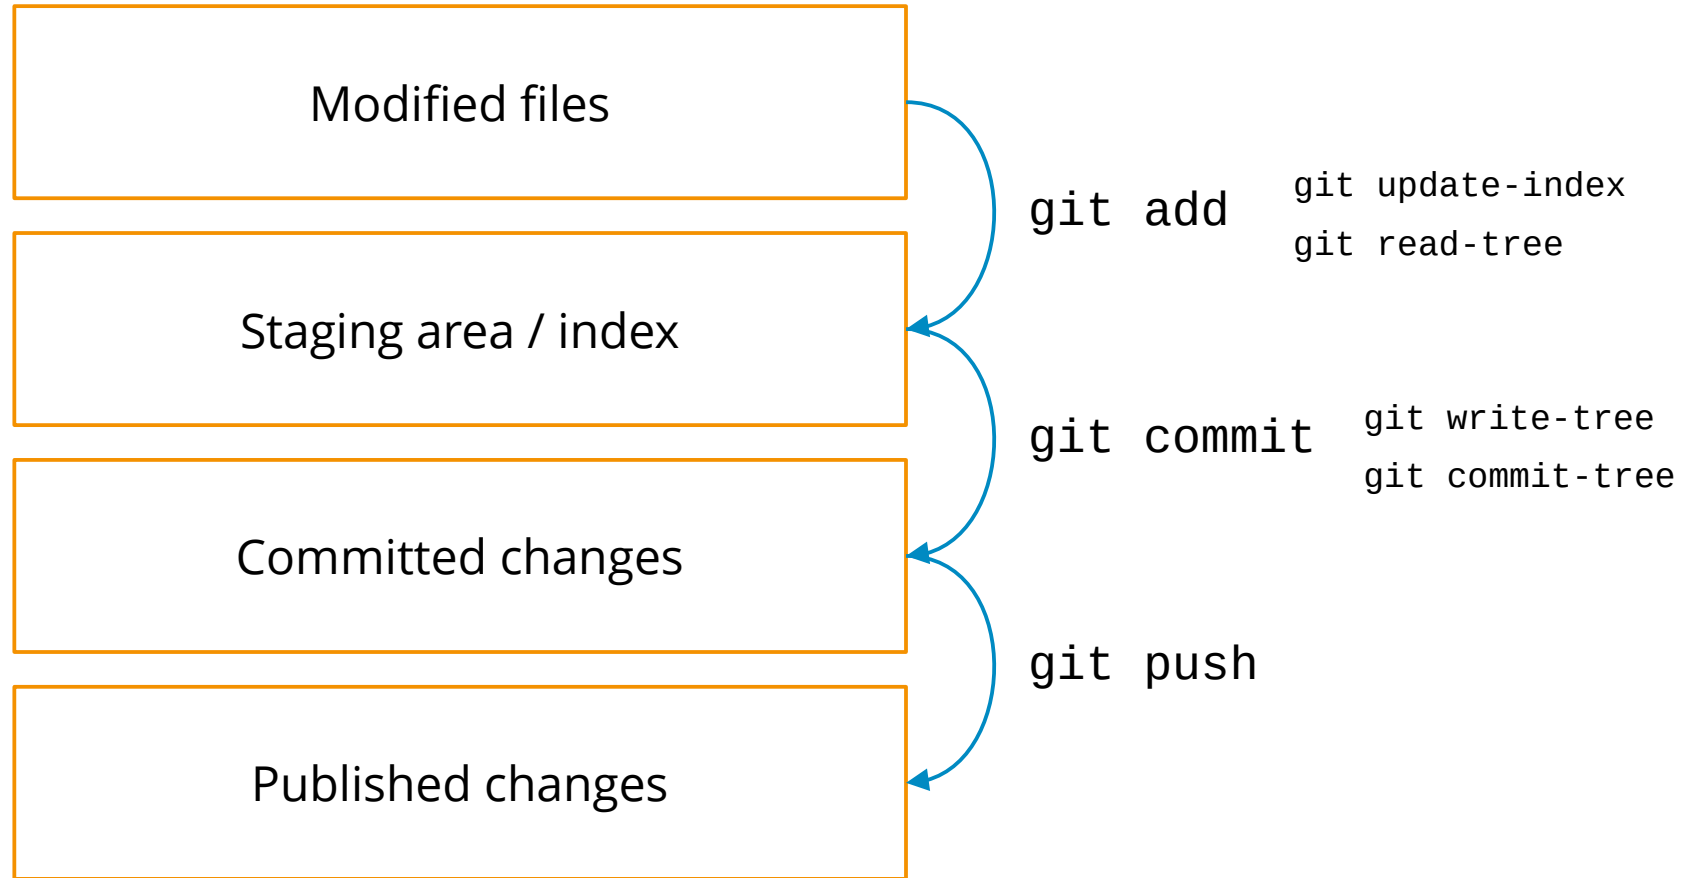 Modified files
git add
git update-index
git read-tree
Staging area / index
git commit
git write-tree
git commit-tree
Committed changes
git push
Published changes